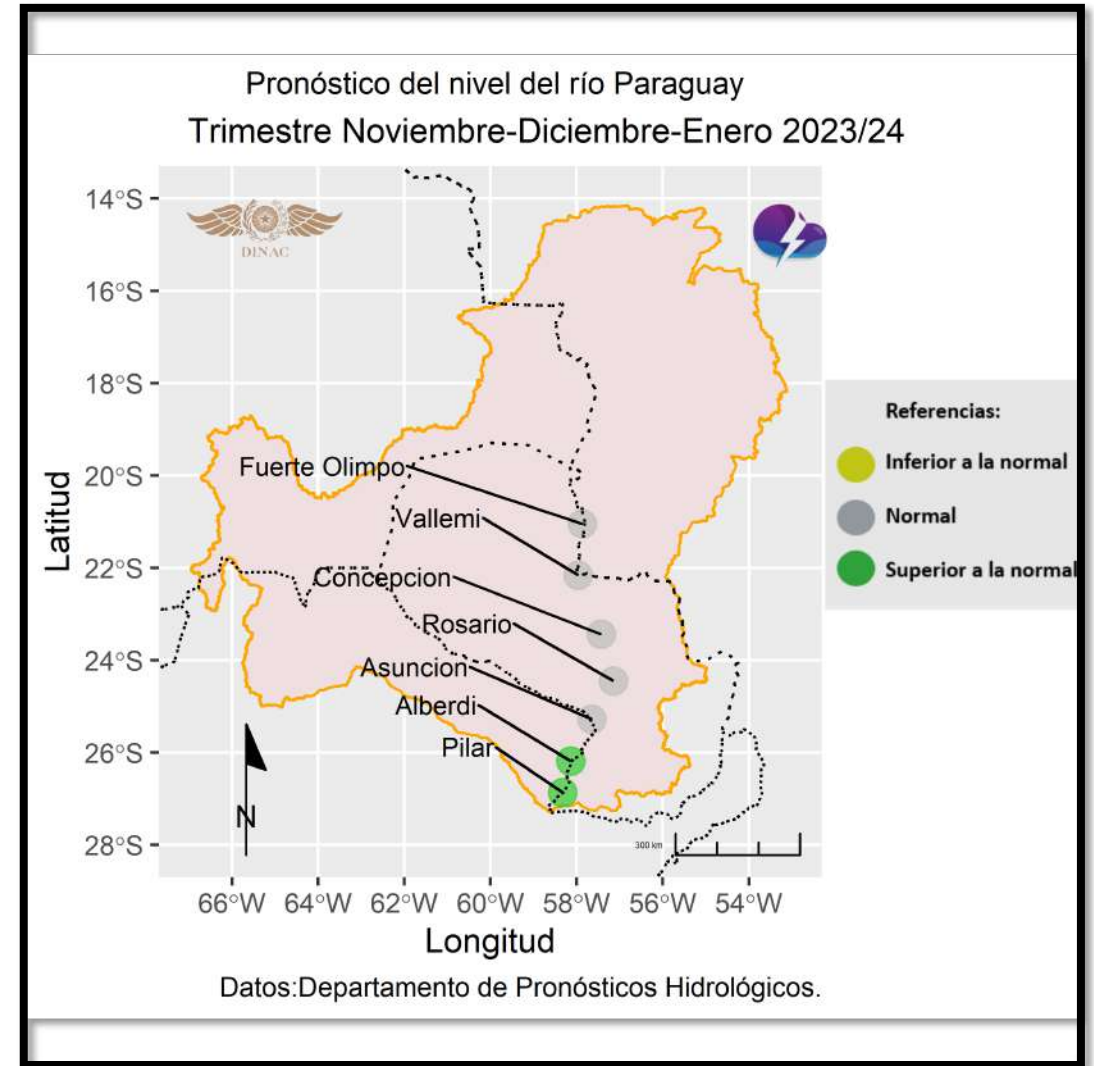 Pronóstico del nivel del río Paraguay
Trimestre Noviembre-Diciembre-Enero 2023/24
14°S
16°S
18°S
20°S
22°S
24°S
26°S
28°S
Latitud
DINAC
Fuerte Olimpo
Vallemi
Concepcion
Rosario
Asuncion
Alberdi
Pilar
N
300 km
66°W 64°W 62°W 60°W 58°W 56°W 54°W
Longitud
Referencias:
Inferior a la normal
Normal
Superior a la normal
Datos:Departamento de Pronósticos Hidrológicos.